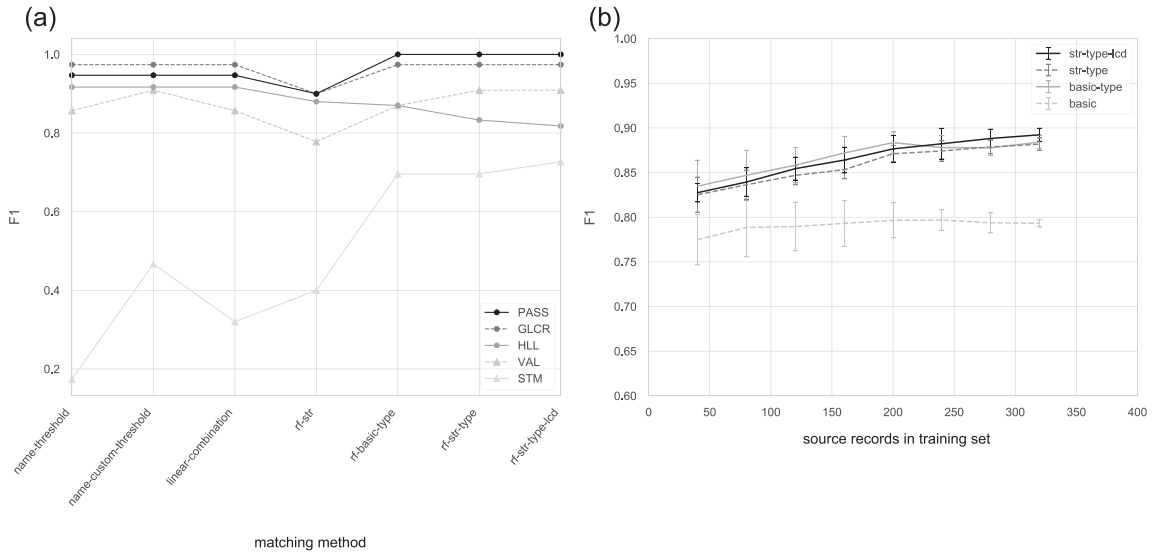 (a)
F1
1.0
0.8
0.6
0.4
0.2
PASS
GLCR
HLL
VAL
STM
name-threshold
name-custom-threshold
linear-combination
rf-str
rf-basic-type
rf-str-type
rf-str-type-lcd
matching method
(b)
F1
1.00
0.95
0.90
0.85
0.80
0.75
0.70
0.65
0.60
str-type-lcd
str-type
basic-type
basic
0 50 100 150 200 250 300 350 400
source records in training set